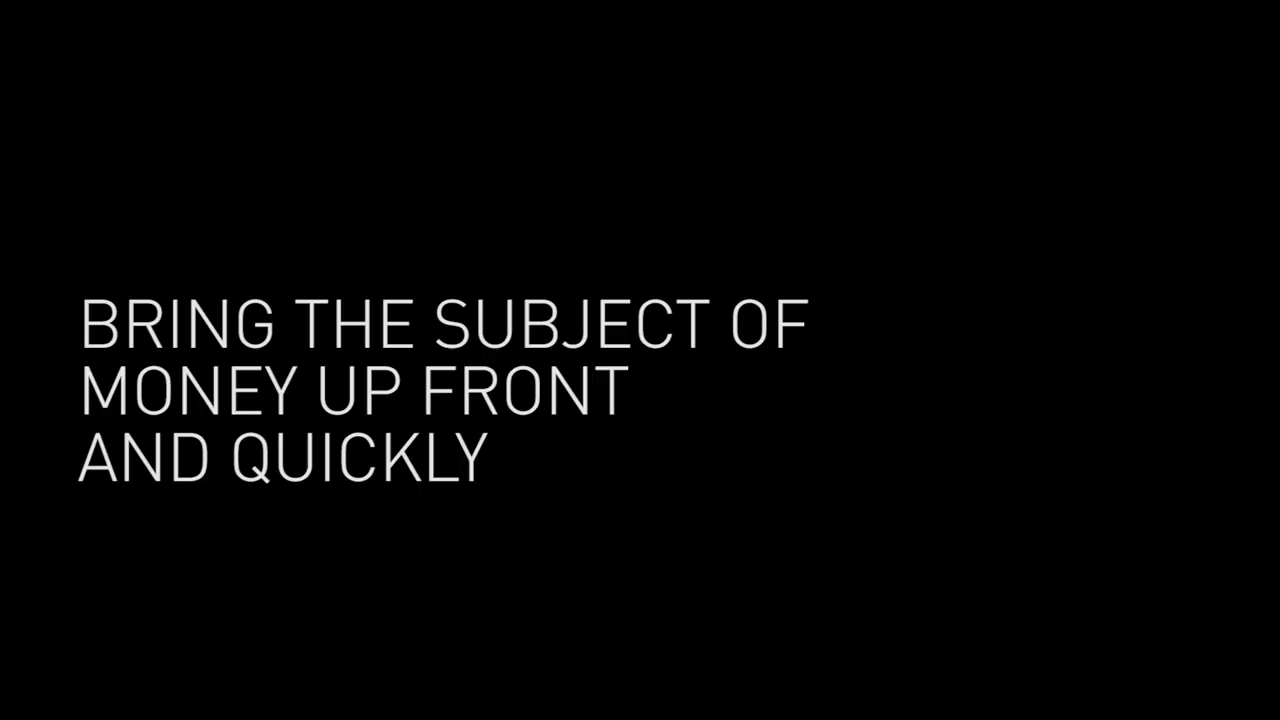 BRING THE SUBJECT OF
MONEY UP FRONT
AND QUICKLY